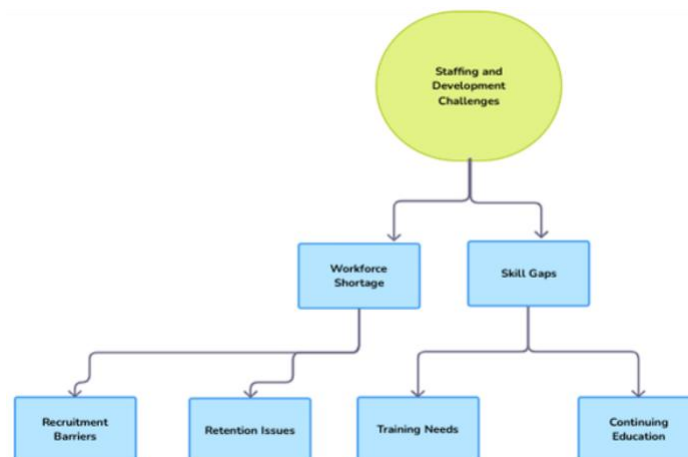 Staffing and
Development
Challenges
Workforce
Shortage
Skill Gaps
Recruitment
Barriers
Retention Issues
Training Needs
Continuing
Education